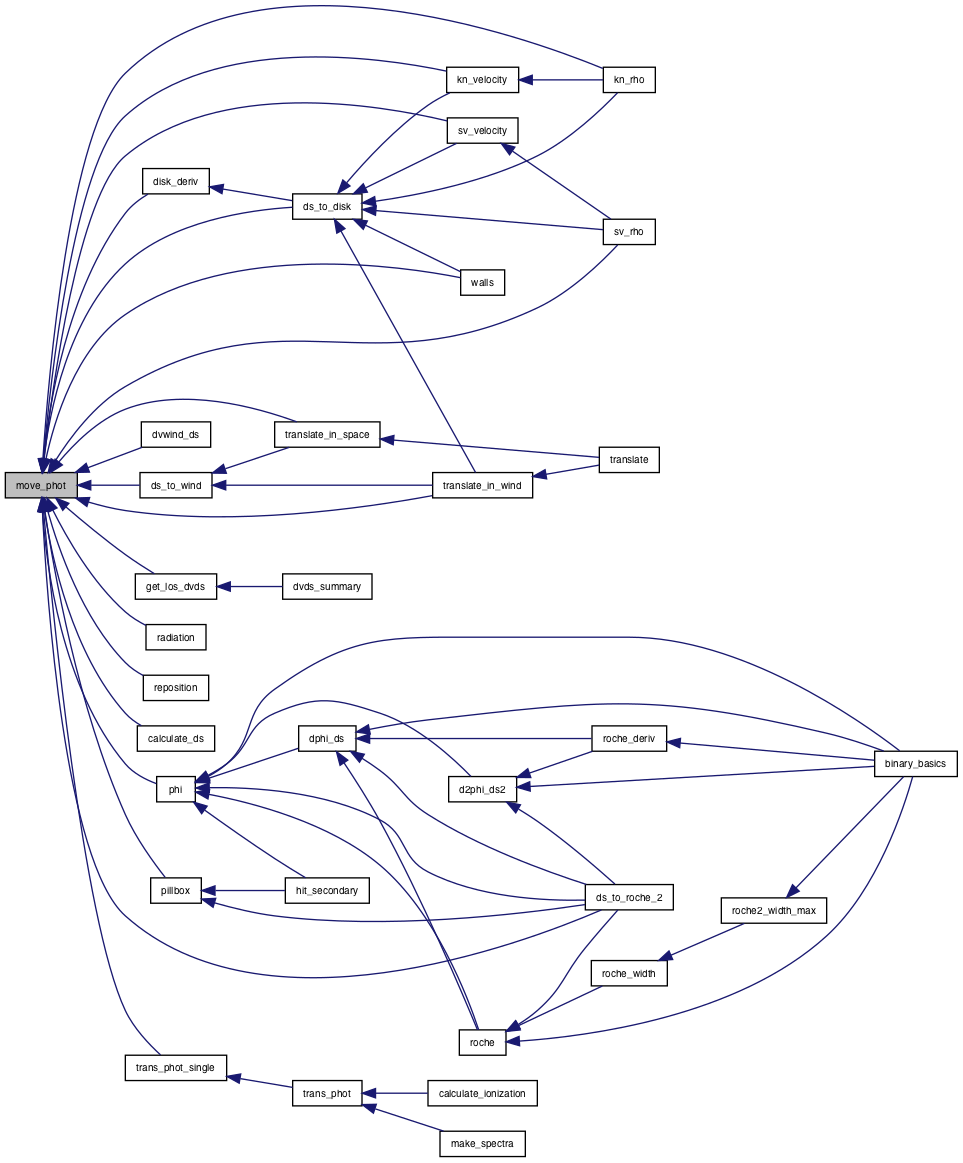 kn_velocity
kn_rho
sv_velocity
disk_deriv
ds_to_disk
sv_rho
walls
dvwind_ds
translate_in_space
translate
move_phot
ds_to_wind
translate_in_wind
get_los_dvds
dvds_summary
radiation
reposition
calculate_ds
dphi_ds
roche_deriv
binary_basics
phi
d2phi_ds2
pillbox
hit_secondary
ds_to_roche_2
roche2_width_max
roche_width
roche
trans_phot_single
trans_phot
calculate_ionization
make_spectra